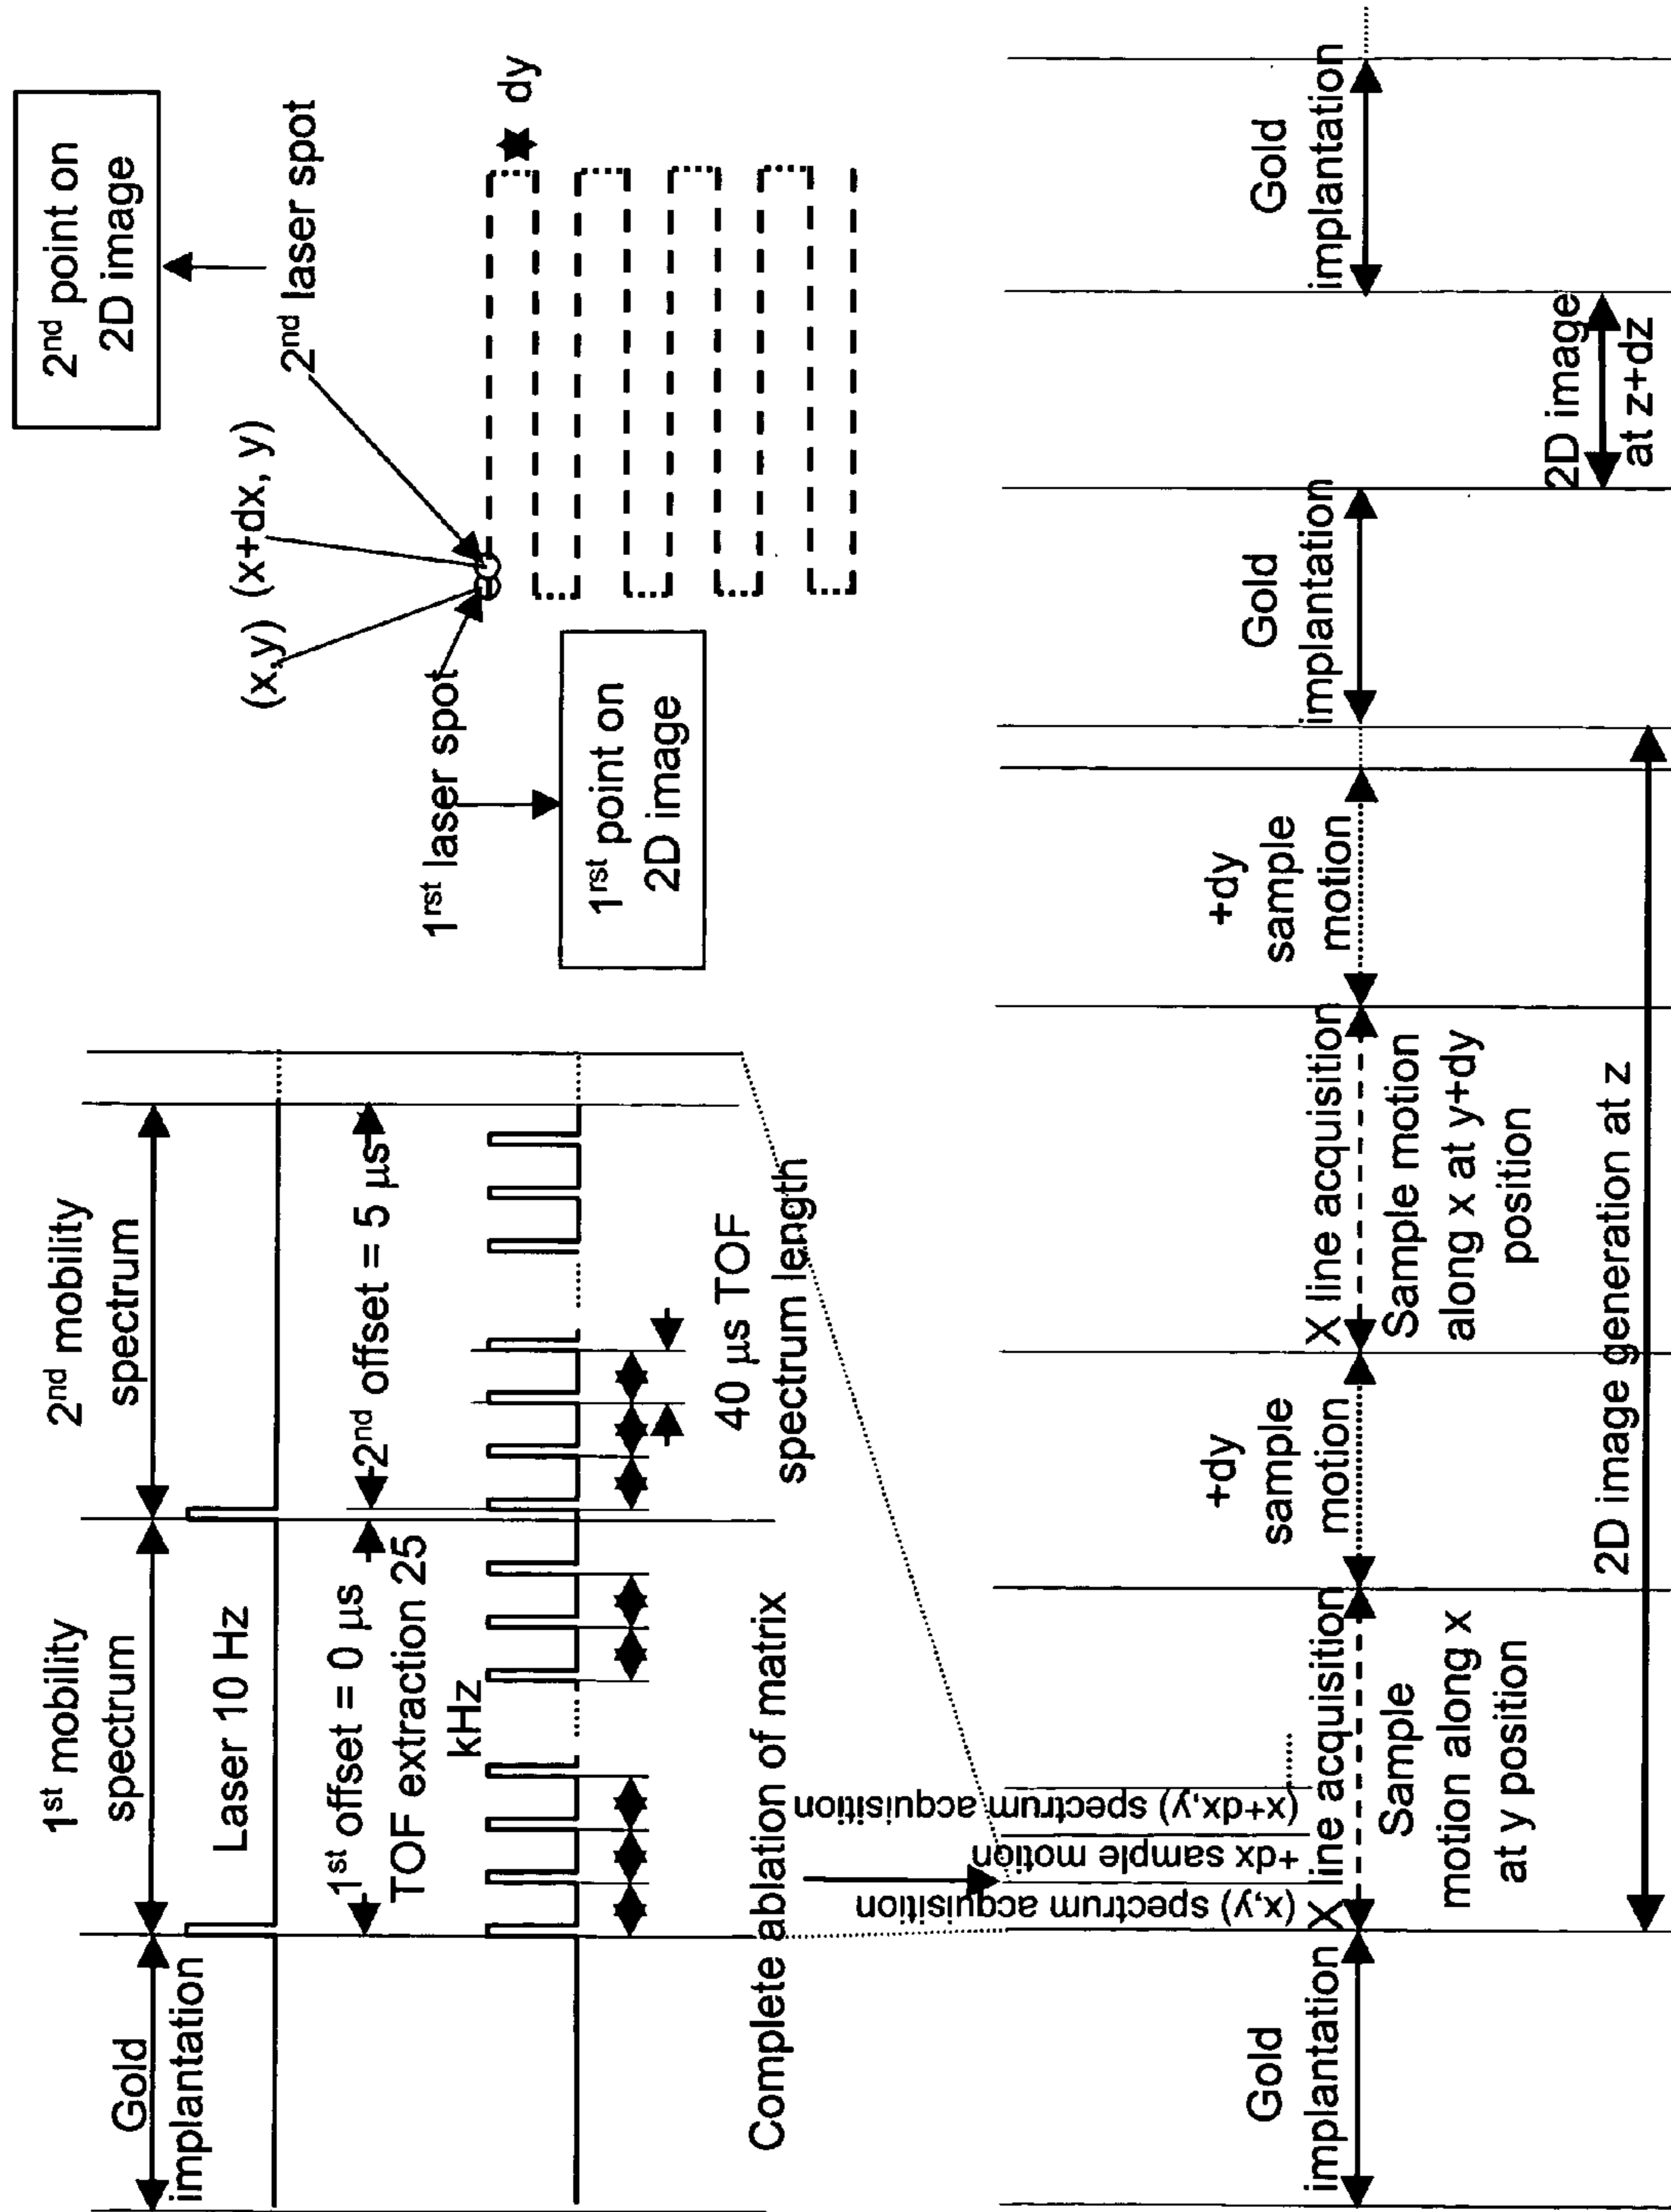 Gold
implantation
1st mobility
spectrum
2nd mobility
spectrum
Laser 10 Hz
1st offset = 0 µs
2nd offset = 5 µs
TOF extraction 25
kHz
40 µs TOF
spectrum length
Complete ablation of matrix
2nd point on
2D image
(x,y) (x+dx, y)
2nd laser spot
dy
1rst laser spot
1rst point on
2D image
(x,y) spectrum acquisition
+dx sample motion
(x+dx,y) spectrum acquisition
Gold
implantation
X line acquisition
Sample
motion along x
at y position
+dy
sample
motion
X line acquisition
Sample motion
along x at y+dy
position
+dy
sample
motion
Gold
implantation
2D image
at z+dz
Gold
implantation
2D image generation at z